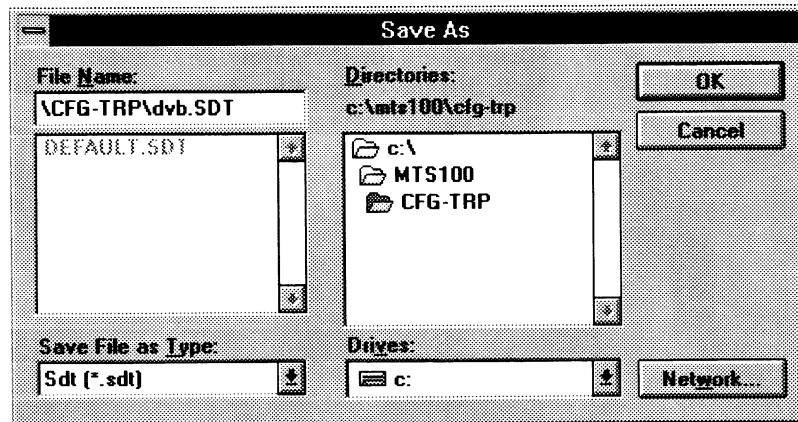 Save As
File Name:
\CFG-TRP\dvb.SDT
DEFAULT.SDT
Save File as Type:
Sdt (*.sdt)
Directories:
c:\mts100\cfg-trp
c:\
MTS100
CFG-TRP
Drives:
c:
OK
Cancel
Network...